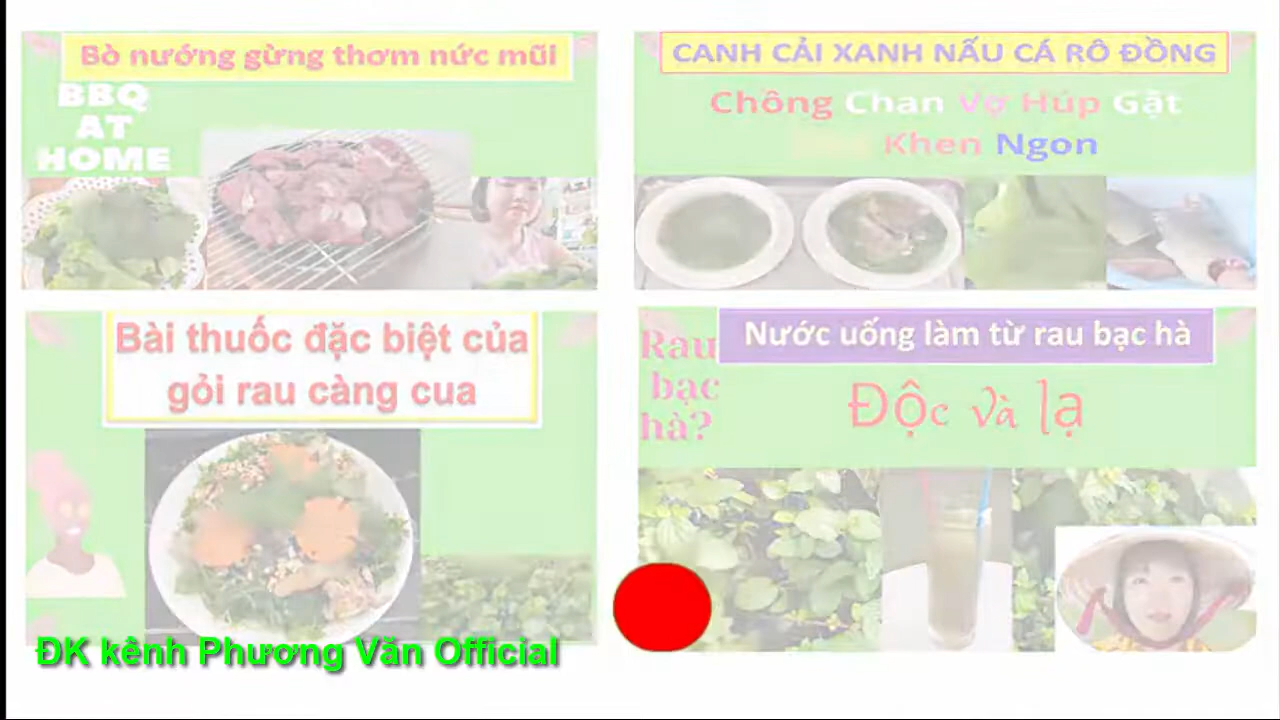 Bò nướng gừng thơm nức mũi
BBQ
AT
HOME
CANH CẢI XANH NẤU CÁ RÔ ĐỒNG
Chồng Chan Vợ Húp Gật
Khen Ngon
Bài thuốc đặc biệt của
gỏi rau càng cua
Rau
bạc
hà?
Nước uống làm từ rau bạc hà
Độc và lạ
ĐK kênh Phương Văn Official